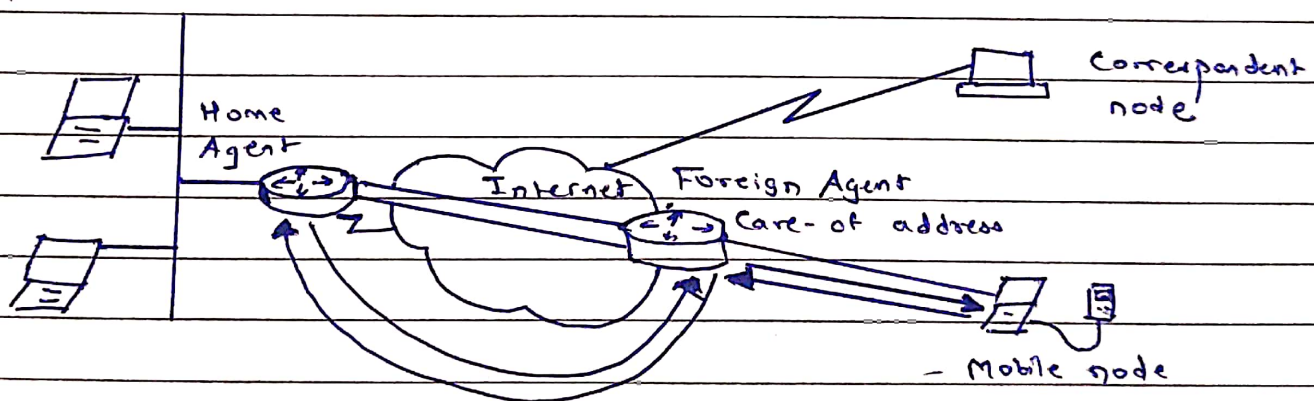 Correspondent
node
Home
Agent
Internet
Foreign Agent
Care-of address
- Mobile node